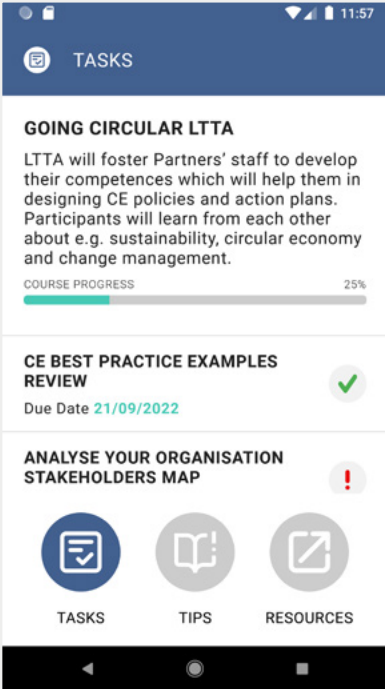 11:57
TASKS
GOING CIRCULAR LTTA
LTTA will foster Partners’ staff to develop
their competences which will help them in
designing CE policies and action plans.
Participants will learn from each other
about e.g. sustainability, circular economy
and change management.
COURSE PROGRESS 25%
CE BEST PRACTICE EXAMPLES
REVIEW
Due Date 21/09/2022
ANALYSE YOUR ORGANISATION
STAKEHOLDERS MAP
TASKS TIPS RESOURCES